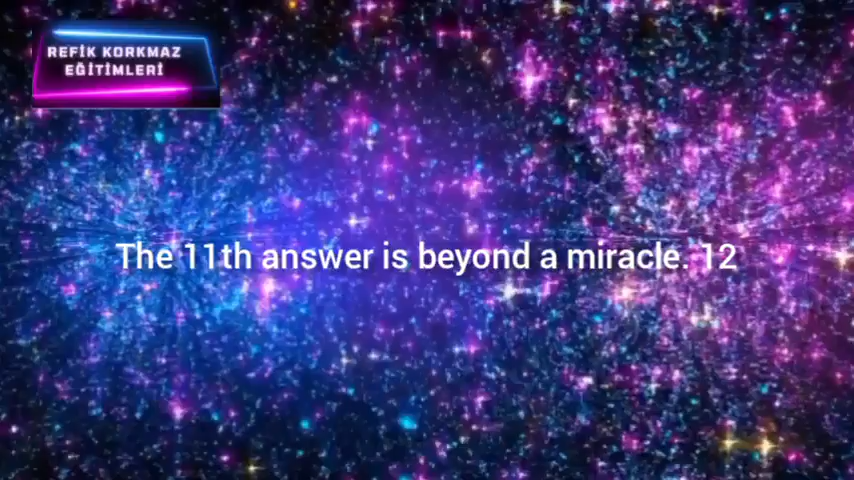 REFİK KORKMAZ
EĞİTİMLERİ
The 11th answer is beyond a miracle. 12